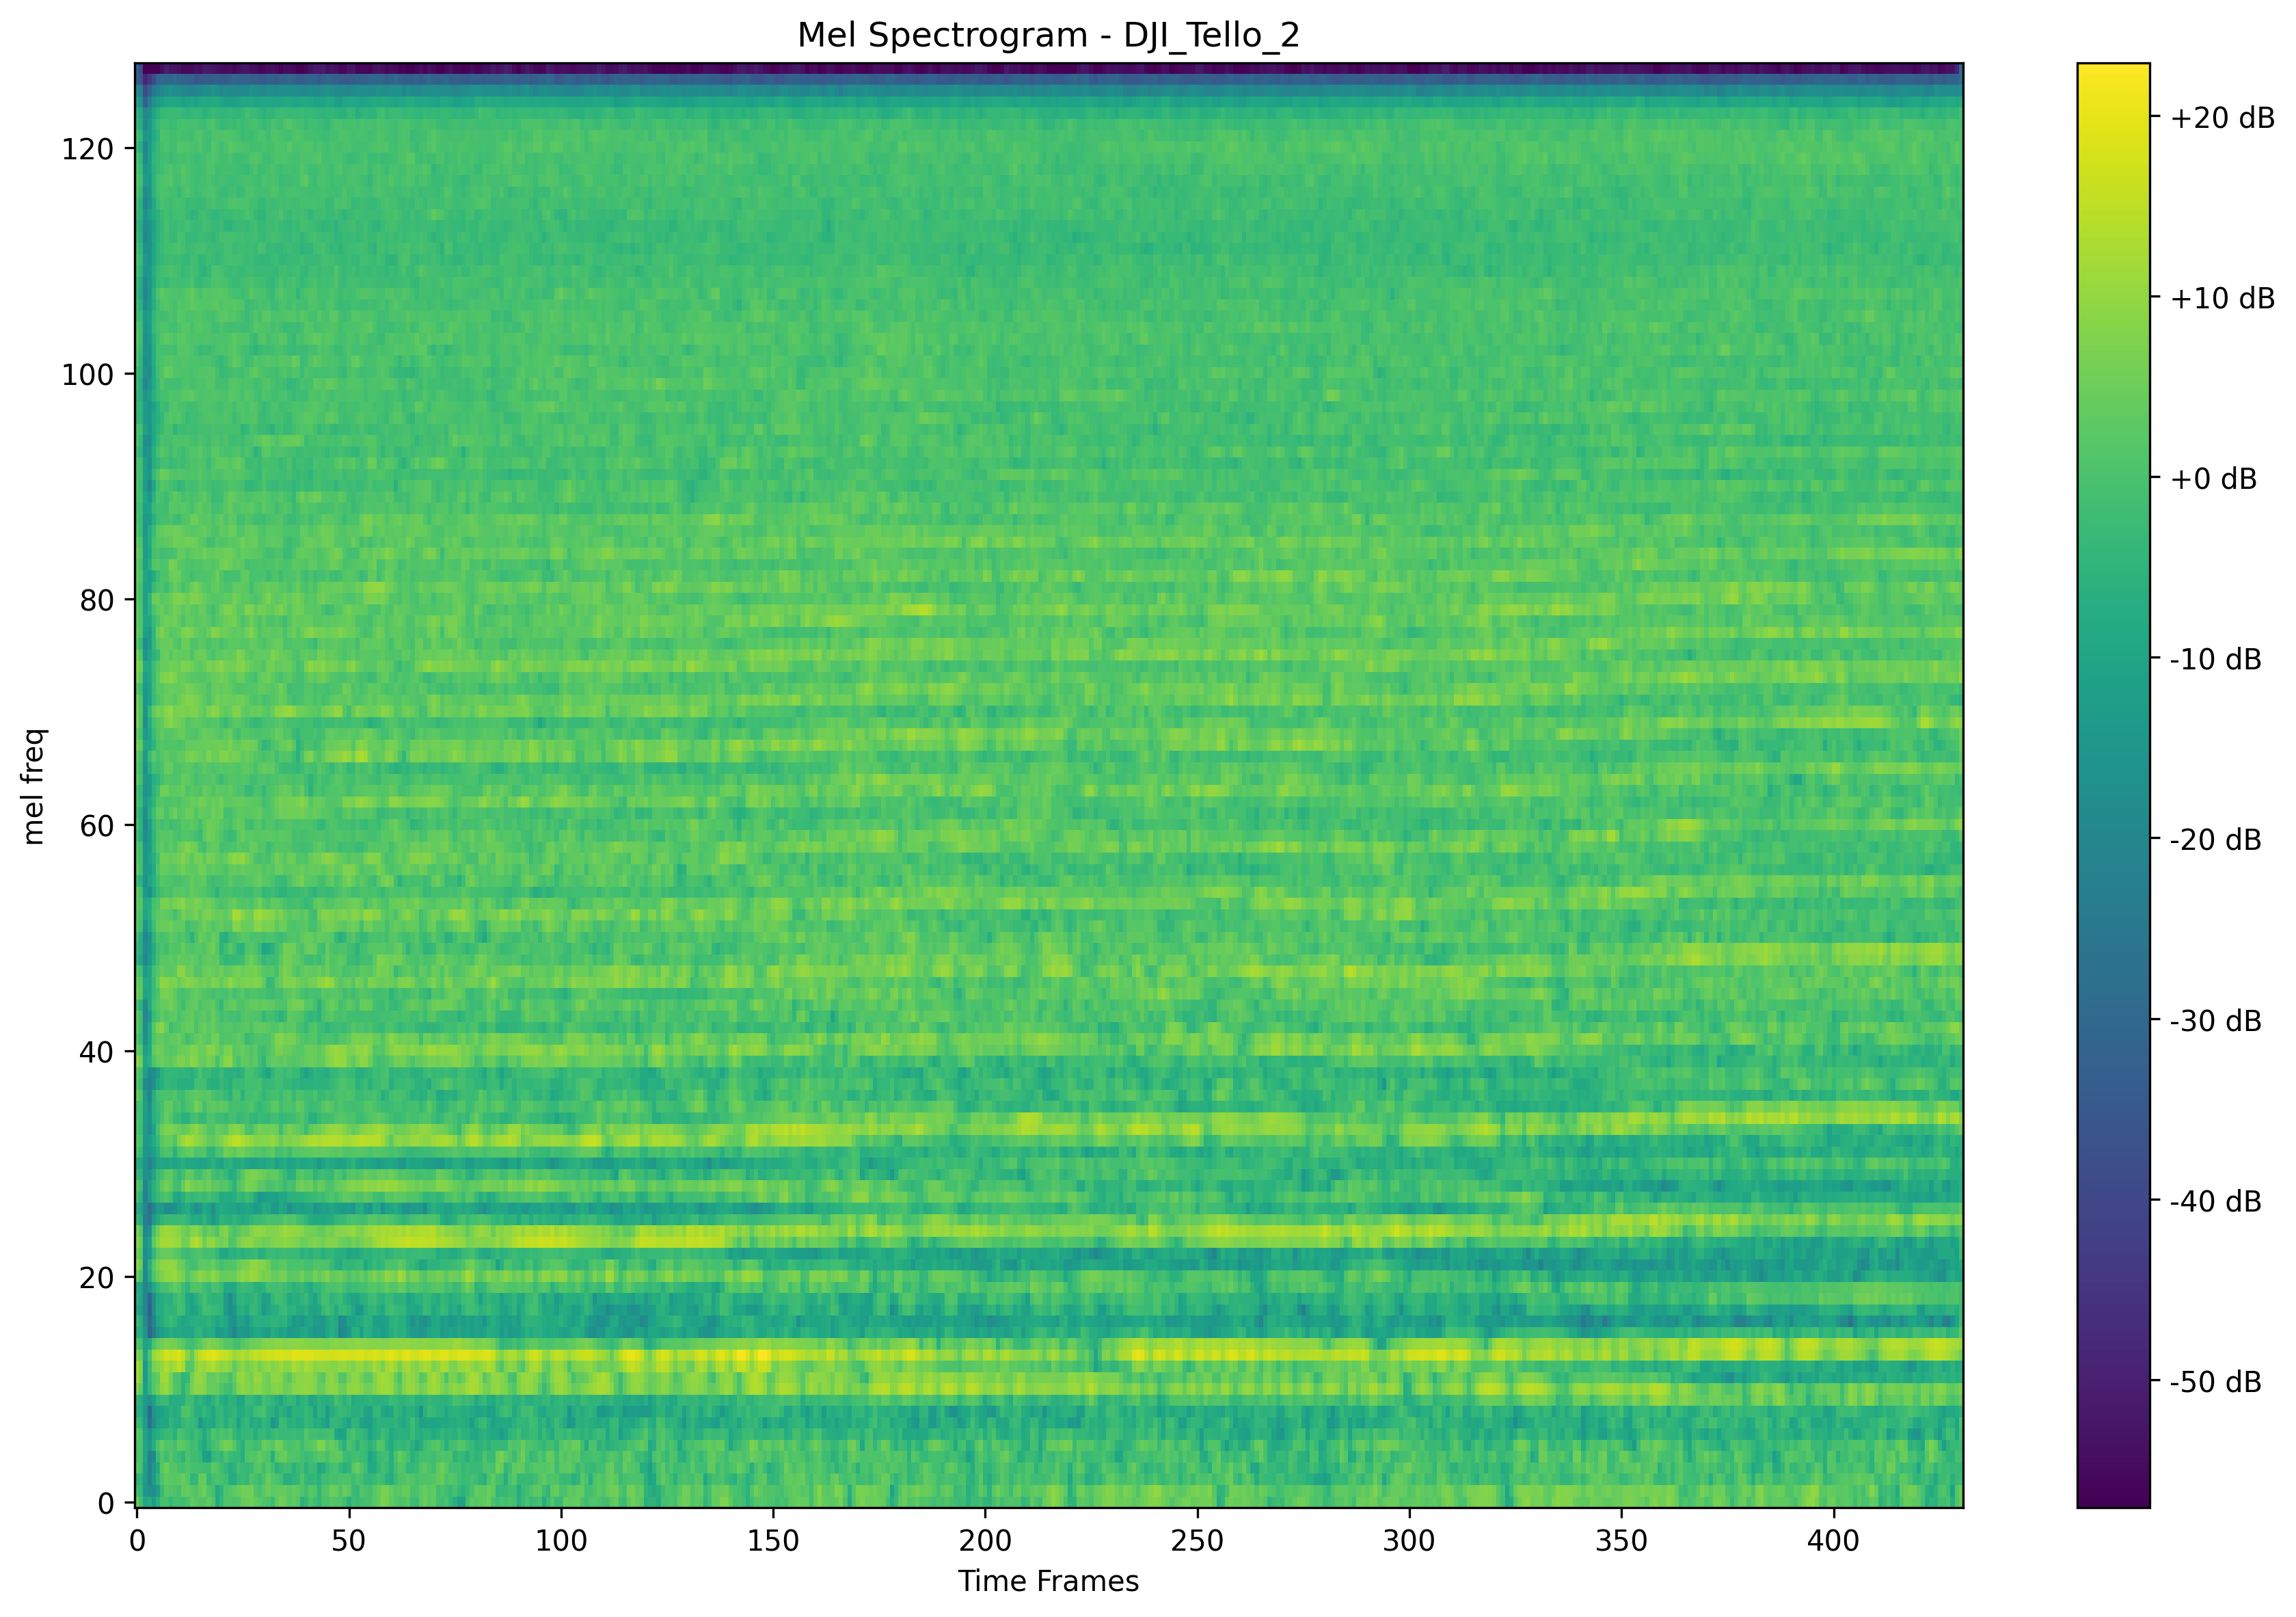 Mel Spectrogram - DJI_Tello_2
mel freq
120
100
80
60
40
20
0
0 50 100 150 200 250 300 350 400
Time Frames
+20 dB
+10 dB
+0 dB
-10 dB
-20 dB
-30 dB
-40 dB
-50 dB